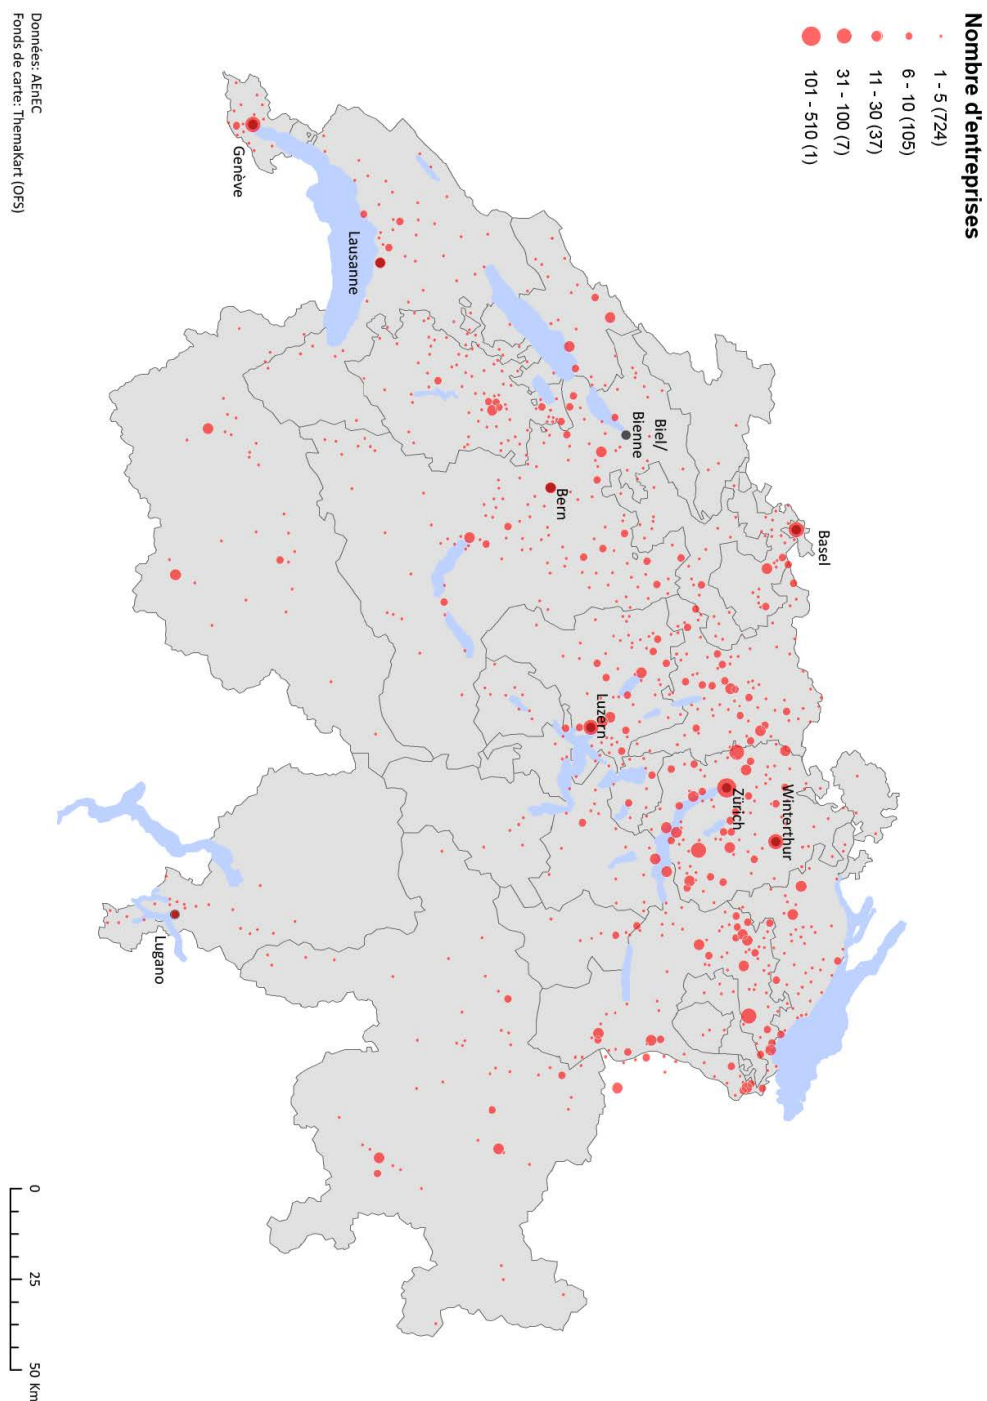 Nombre d'entreprises
1 - 5 (724)
6 - 10 (105)
11 - 30 (37)
31 - 100 (7)
101 - 510 (1)
Basel
Winterthur
Zürich
Biel/
Bienne
Luzern
Bern
Lausanne
Genève
Lugano
0
25
50 Km
Données: AEnEC
Fonds de carte: ThemaKart (OFS)